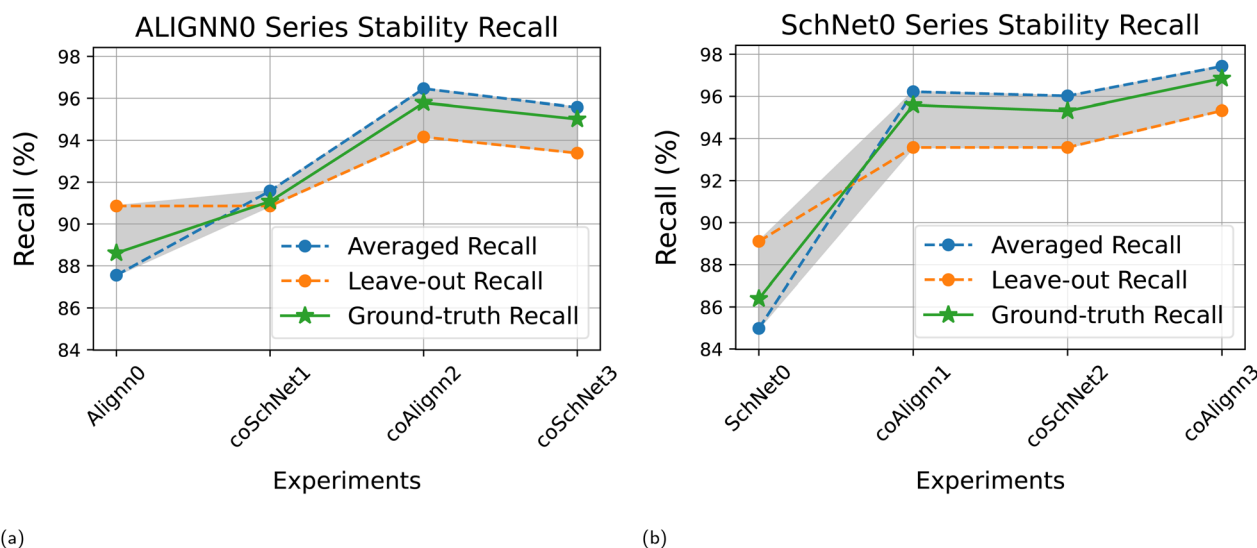 ALIGNN0 Series Stability Recall
98
96
94
92
90
88
86
84
Recall (%)
Averaged Recall
Leave-out Recall
Ground-truth Recall
Alignn0
coSchNet1
coAlignn2
coSchNet3
Experiments
(a)
SchNet0 Series Stability Recall
98
96
94
92
90
88
86
84
Recall (%)
Averaged Recall
Leave-out Recall
Ground-truth Recall
SchNet0
coAlignn1
coSchNet2
coAlignn3
Experiments
(b)